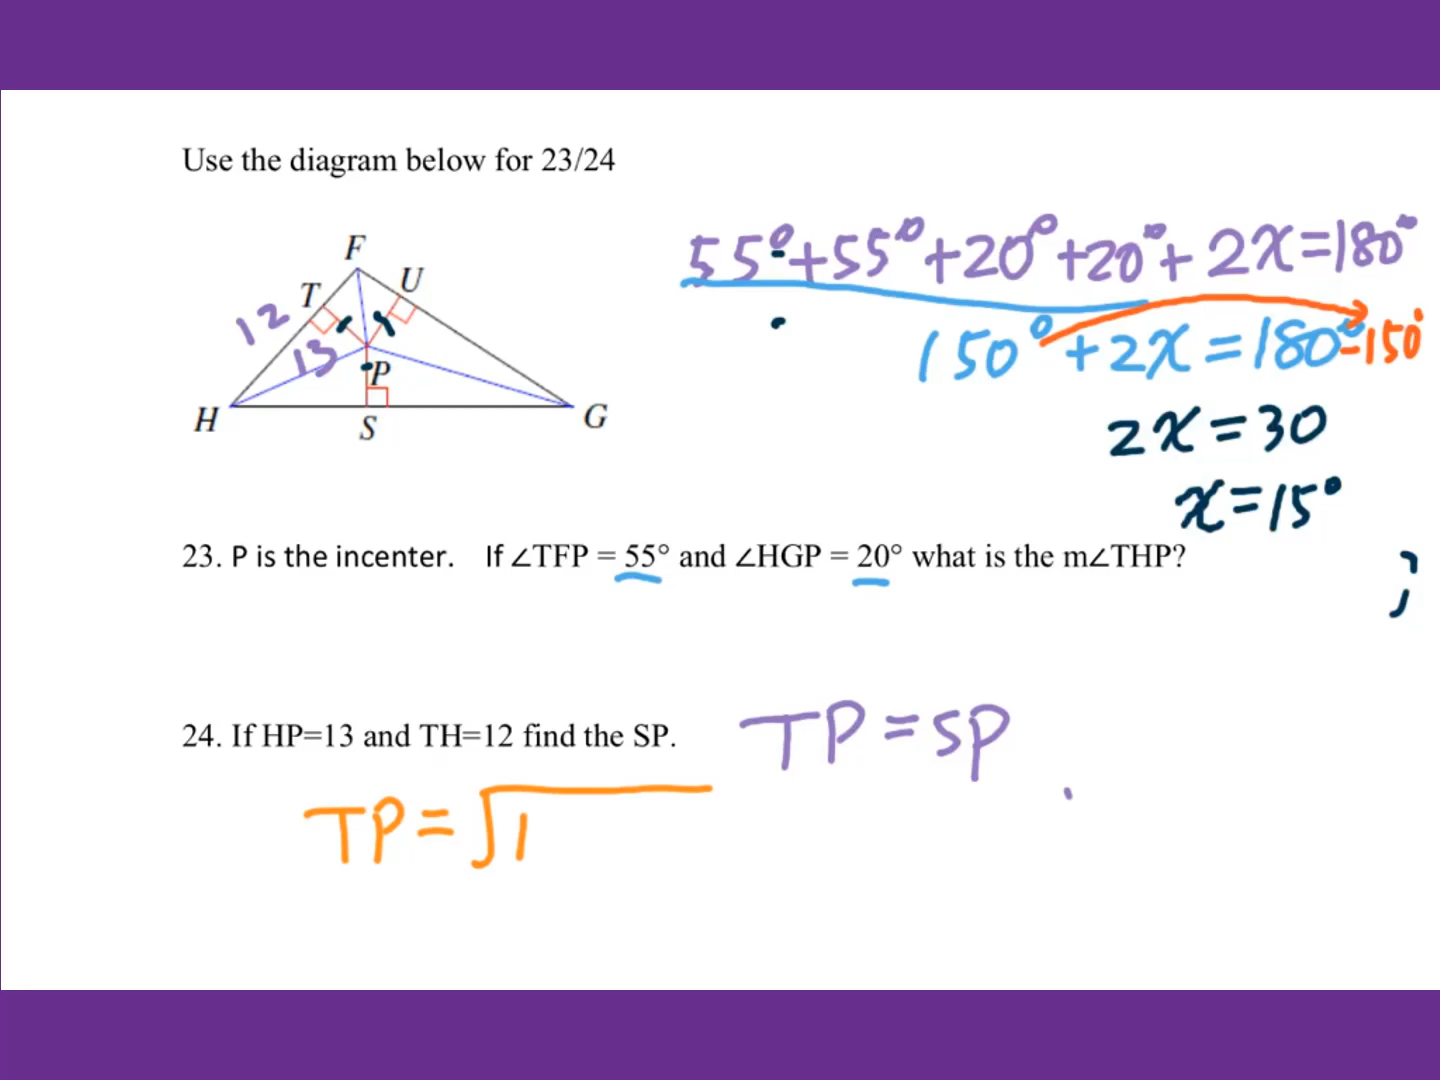 Use the diagram below for 23/24
55°+55°+20°+20°+2x=180°
F
U
T
12
150°+2x=180°-150°
13
P
2x=30
H
S
G
x=15°
23. P is the incenter. If ∠TFP = 55° and ∠HGP = 20° what is the m∠THP?
24. If HP=13 and TH=12 find the SP.
TP=SP
TP=√1